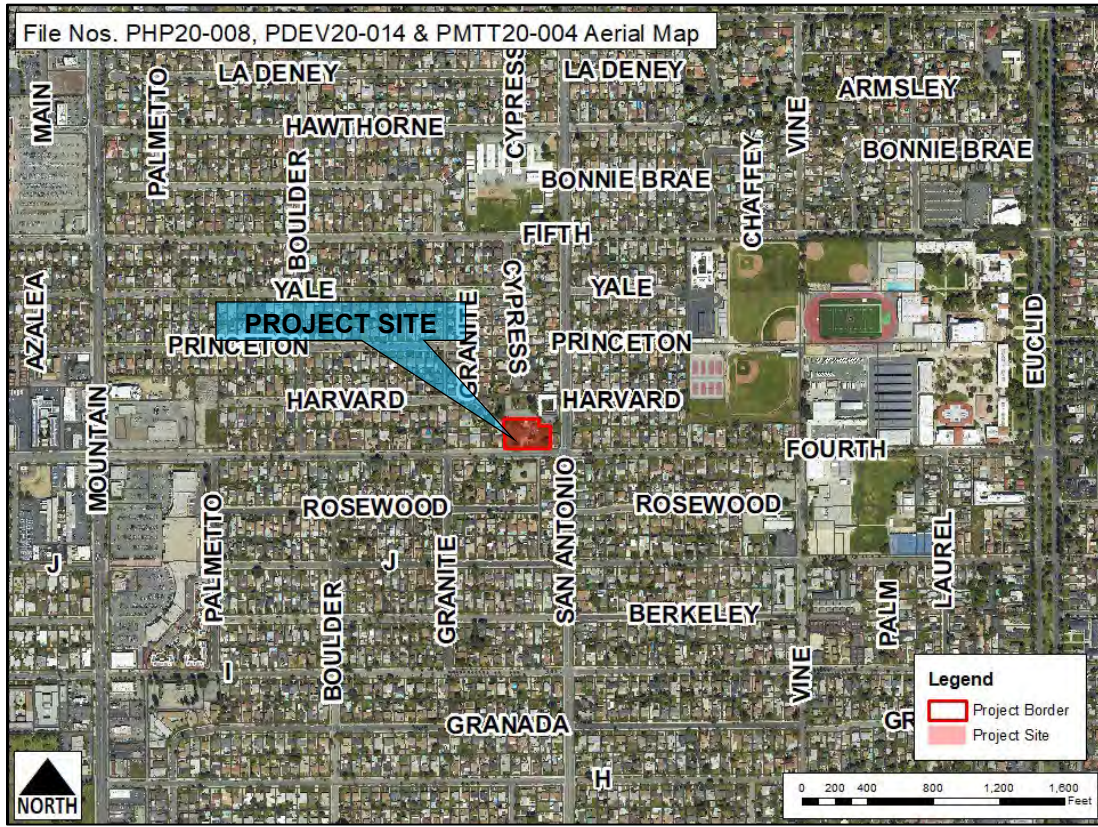 File Nos. PHP20-008, PDEV20-014 & PMTT20-004 Aerial Map
MAIN
PALMETTO
LA DENEY
CYPRESS
LA DENEY
ARMSLEY
HAWTHORNE
VINE
BOULDER
BONNIE BRAE
BONNIE BRAE
CHAFFEY
FIFTH
AZALEA
YALE
CYPRESS
YALE
EUCLID
PROJECT SITE
GRANITE
PRINCETON
PRINCETON
HARVARD
HARVARD
MOUNTAIN
FOURTH
ROSEWOOD
SAN ANTONIO
ROSEWOOD
J
PALMETTO
J
GRANITE
LAUREL
BOULDER
BERKELEY
PALM
I
VINE
GRANADA
GR
H
Legend
Project Border
Project Site
NORTH
0 200 400 800 1,200 1,600
Feet